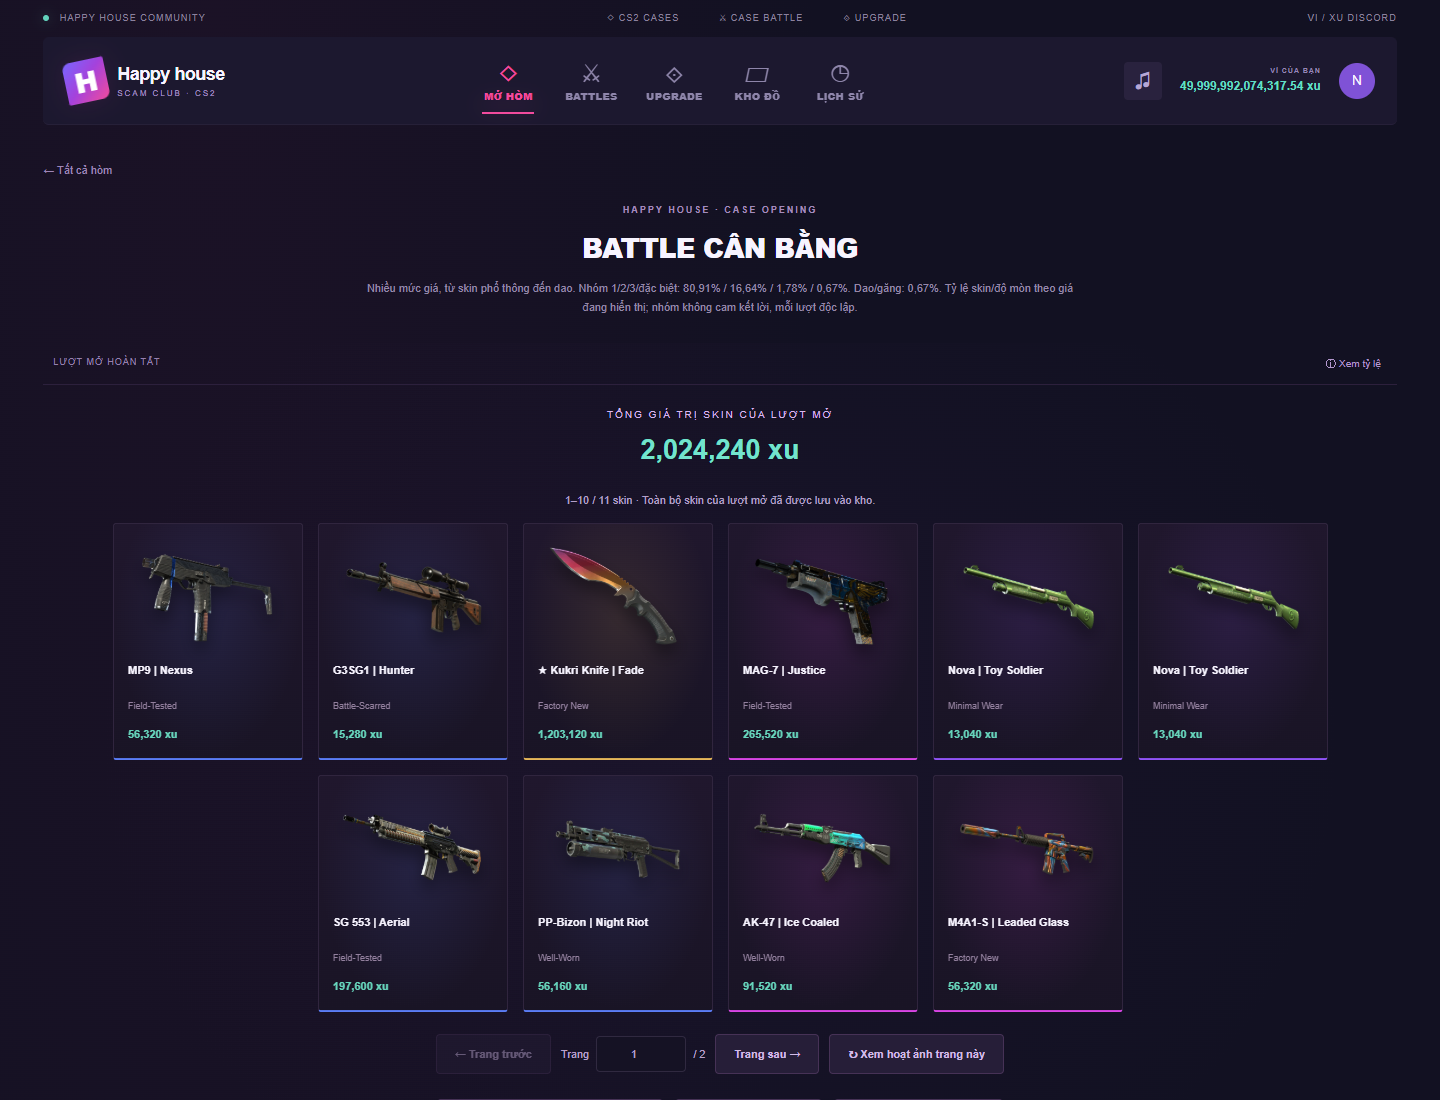 HAPPY HOUSE COMMUNITY
CS2 CASES
CASE BATTLE
UPGRADE
VI / XU DISCORD
H
Happy house
SCAM CLUB · CS2
MỞ HÒM
BATTLES
UPGRADE
KHO ĐỒ
LỊCH SỬ
VÍ CỦA BẠN
49,999,992,074,317.54 xu
N
← Tất cả hòm
HAPPY HOUSE · CASE OPENING
BATTLE CÂN BẰNG
Nhiều mức giá, từ skin phổ thông đến dao. Nhóm 1/2/3/đặc biệt: 80,91% / 16,64% / 1,78% / 0,67%. Dao/găng: 0,67%. Tỷ lệ skin/độ mòn theo giá
đang hiển thị; nhóm không cam kết lời, mỗi lượt độc lập.
LƯỢT MỞ HOÀN TẤT
ⓘ Xem tỷ lệ
TỔNG GIÁ TRỊ SKIN CỦA LƯỢT MỞ
2,024,240 xu
1–10 / 11 skin · Toàn bộ skin của lượt mở đã được lưu vào kho.
MP9 | Nexus
Field-Tested
56,320 xu
G3SG1 | Hunter
Battle-Scarred
15,280 xu
★ Kukri Knife | Fade
Factory New
1,203,120 xu
MAG-7 | Justice
Field-Tested
265,520 xu
Nova | Toy Soldier
Minimal Wear
13,040 xu
Nova | Toy Soldier
Minimal Wear
13,040 xu
SG 553 | Aerial
Field-Tested
197,600 xu
PP-Bizon | Night Riot
Well-Worn
56,160 xu
AK-47 | Ice Coaled
Well-Worn
91,520 xu
M4A1-S | Leaded Glass
Factory New
56,320 xu
← Trang trước
Trang
1
/ 2
Trang sau →
↻ Xem hoạt ảnh trang này